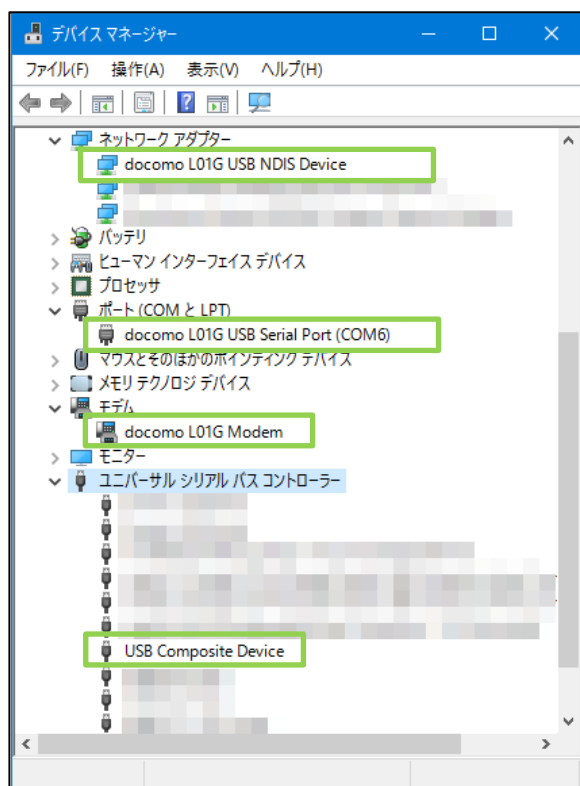 デバイス マネージャー
ファイル(F) 操作(A) 表示(V) ヘルプ(H)
ネットワーク アダプター
docomo L01G USB NDIS Device
バッテリ
ヒューマン インターフェイス デバイス
プロセッサ
ポート (COM と LPT)
docomo L01G USB Serial Port (COM6)
マウスとそのほかのポインティング デバイス
メモリ テクノロジ デバイス
モデム
docomo L01G Modem
モニター
ユニバーサル シリアル バス コントローラー
USB Composite Device